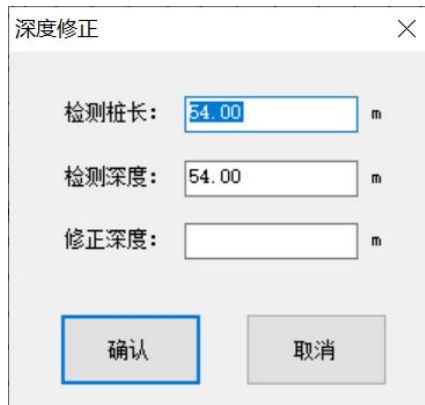 深度修正
检测桩长： 54.00 m
检测深度： 54.00 m
修正深度： m
确认 取消